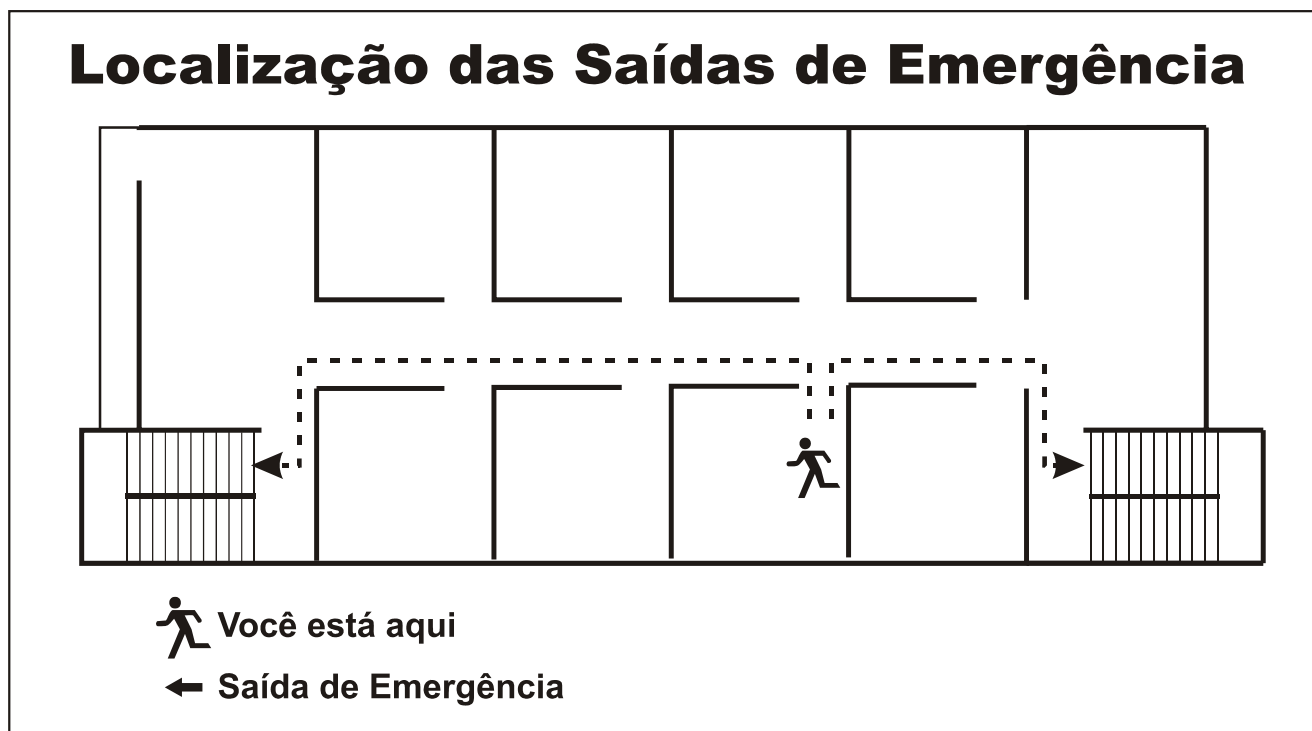 Localização das Saídas de Emergência
Você está aqui
Saída de Emergência